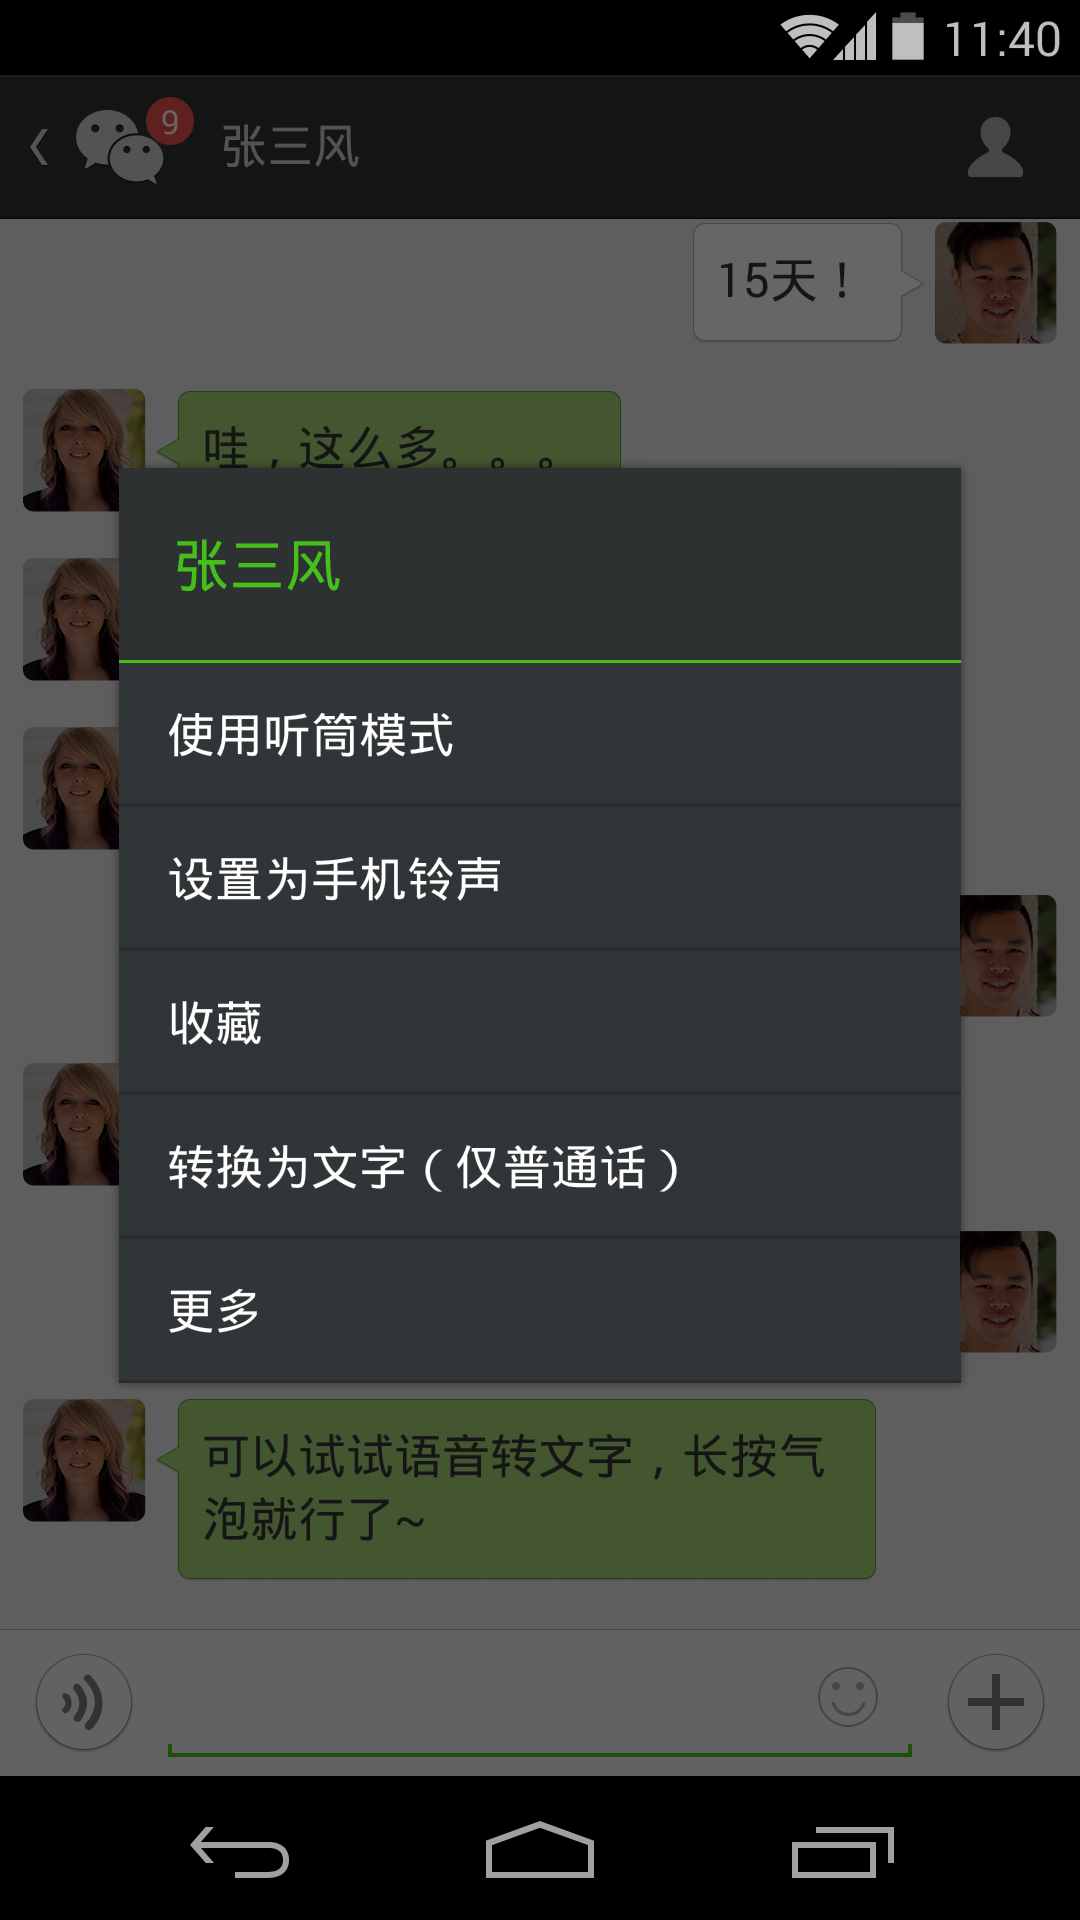 11:40
9
张三风
15天！
哇，这么多。。。
张三风
使用听筒模式
设置为手机铃声
收藏
转换为文字（仅普通话）
更多
可以试试语音转文字，长按气
泡就行了~